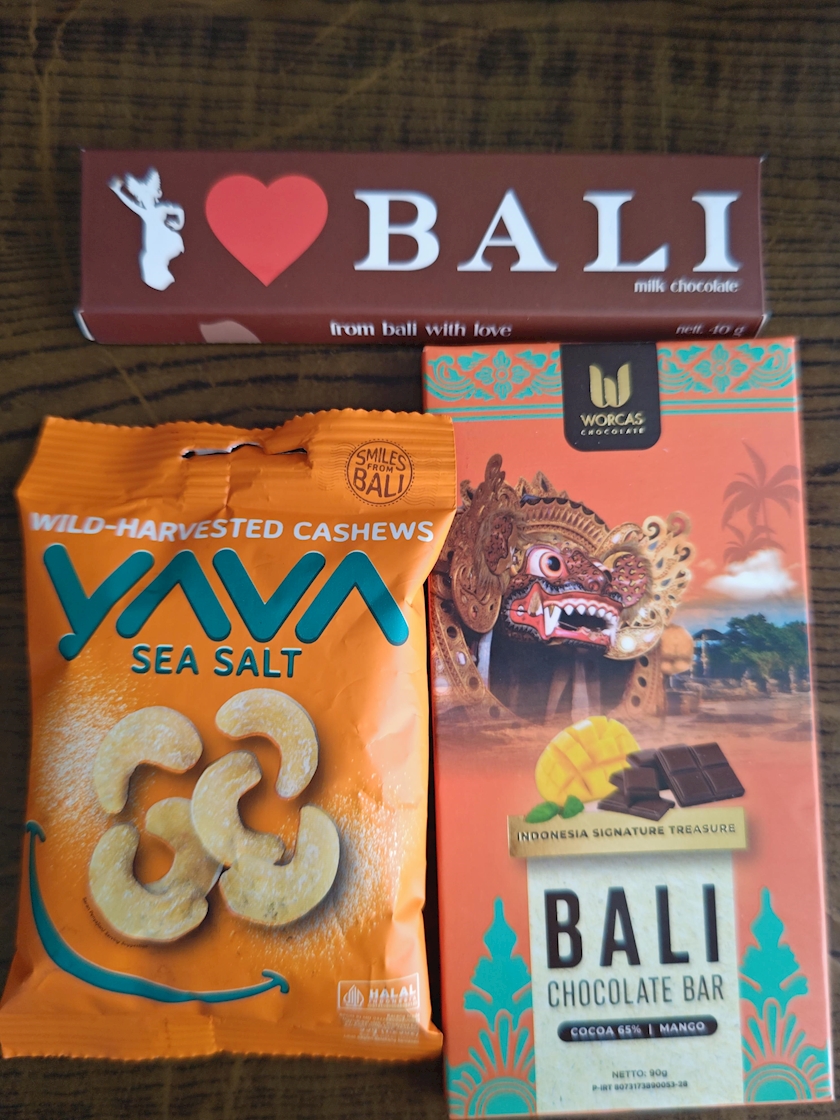 BALI
milk chocolate
from bali with love
nett. 40 g
SMILES
FROM
BALI
WILD-HARVESTED CASHEWS
YAVA
SEA SALT
HALAL
WORCAS
CHOCOLATE
INDONESIA SIGNATURE TREASURE
BALI
CHOCOLATE BAR
COCOA 65% | MANGO
NETTO: 90g